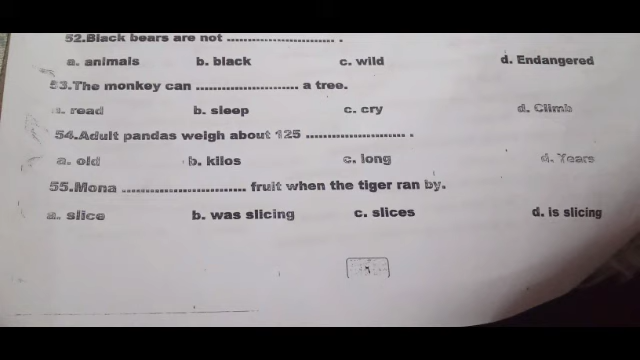 52.Black bears are not ............................ .
a. animals b. black c. wild d. Endangered
53.The monkey can .......................... a tree.
a. read b. sleep c. cry d. Climb
54.Adult pandas weigh about 125 ......................... .
a. old b. kilos c. long d. Years
55.Mona .............................. fruit when the tiger ran by.
a. slice b. was slicing c. slices d. is slicing